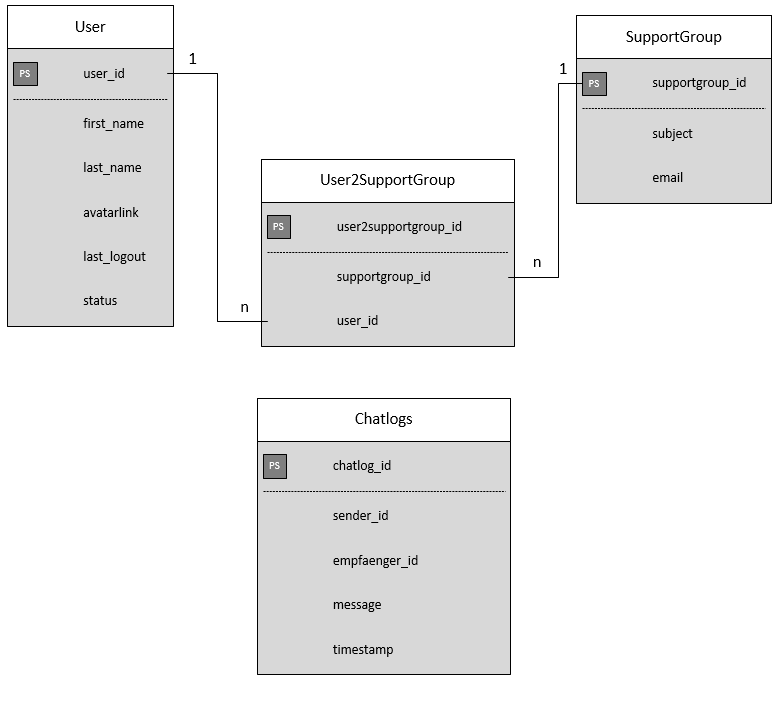 User
PS user_id
first_name
last_name
avatarlink
last_logout
status
1
n
User2SupportGroup
PS user2supportgroup_id
supportgroup_id
user_id
n
1
SupportGroup
PS supportgroup_id
subject
email
Chatlogs
PS chatlog_id
sender_id
empfaenger_id
message
timestamp